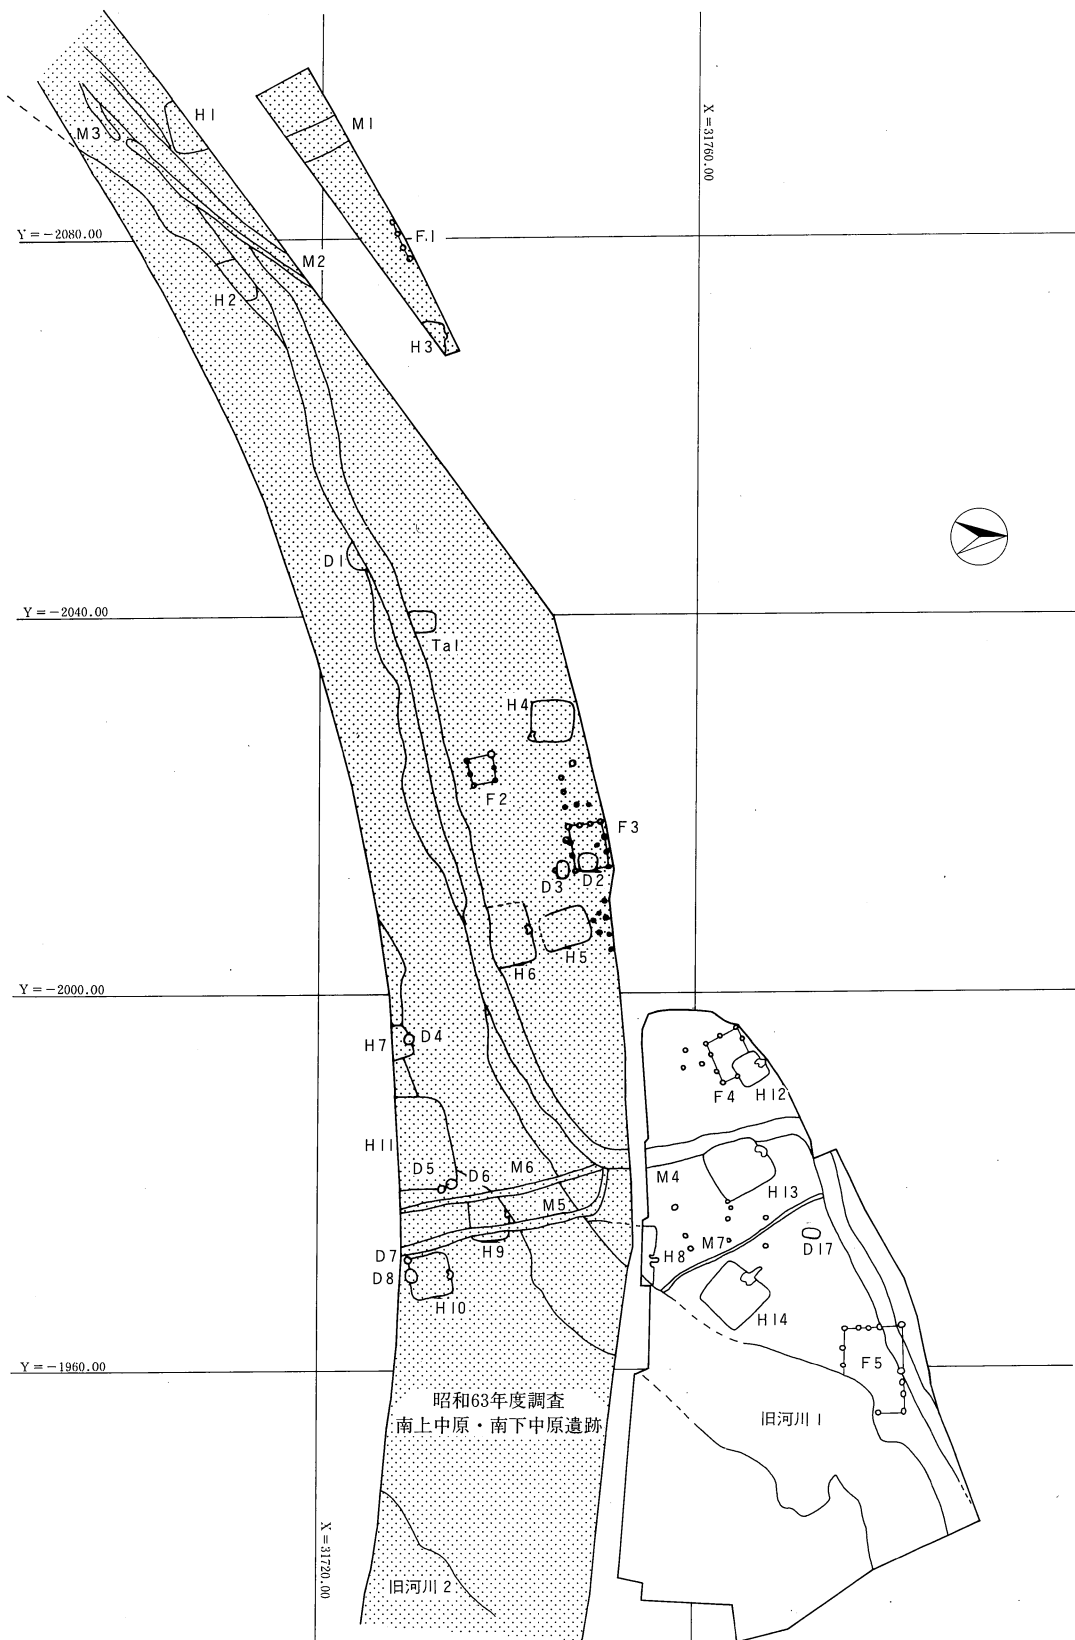 X=31760.00
H1
M1
M3
Y=-2080.00
F.1
M2
H2
H3
D1
Y=-2040.00
Ta1
H4
F2
F3
D3
D2
H5
H6
Y=-2000.00
D4
H7
F4
H12
H11
D5
D6
M6
M4
H13
M5
D7
H9
H8
M7
D17
D8
H10
H14
F5
Y=-1960.00
昭和63年度調査
南上中原・南下中原遺跡
旧河川1
X=31720.00
旧河川2